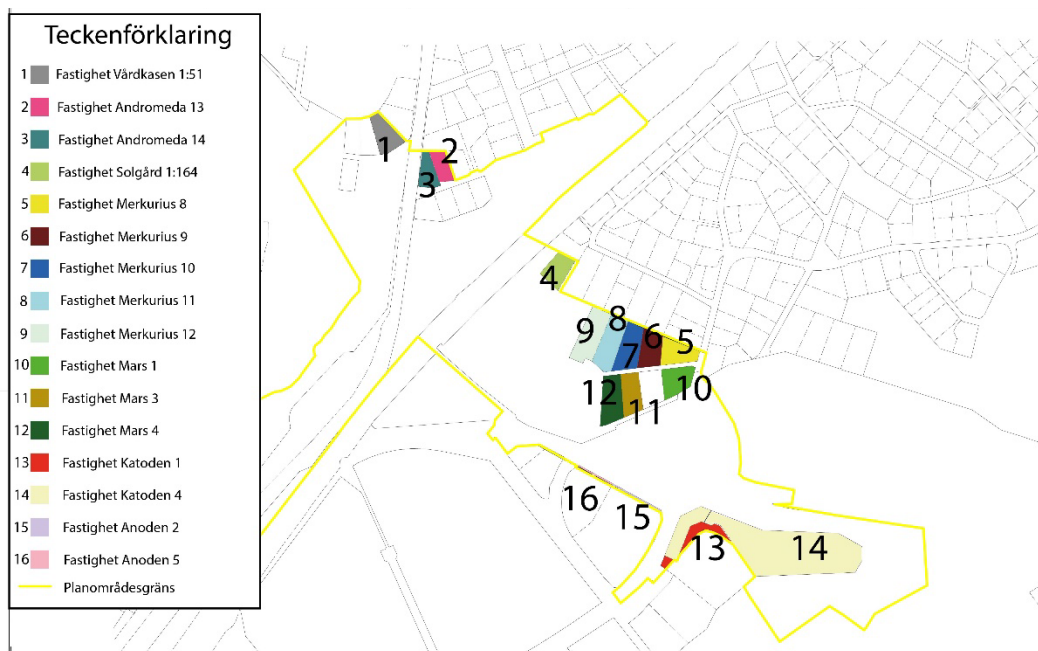 Teckenförklaring
1 Fastighet Vårdkasen 1:51
2 Fastighet Andromeda 13
3 Fastighet Andromeda 14
4 Fastighet Solgård 1:164
5 Fastighet Merkurius 8
6 Fastighet Merkurius 9
7 Fastighet Merkurius 10
8 Fastighet Merkurius 11
9 Fastighet Merkurius 12
10 Fastighet Mars 1
11 Fastighet Mars 3
12 Fastighet Mars 4
13 Fastighet Katoden 1
14 Fastighet Katoden 4
15 Fastighet Anoden 2
16 Fastighet Anoden 5
Planområdesgräns
1
2
3
4
9
8
7
6
5
12
11
10
16
15
13
14